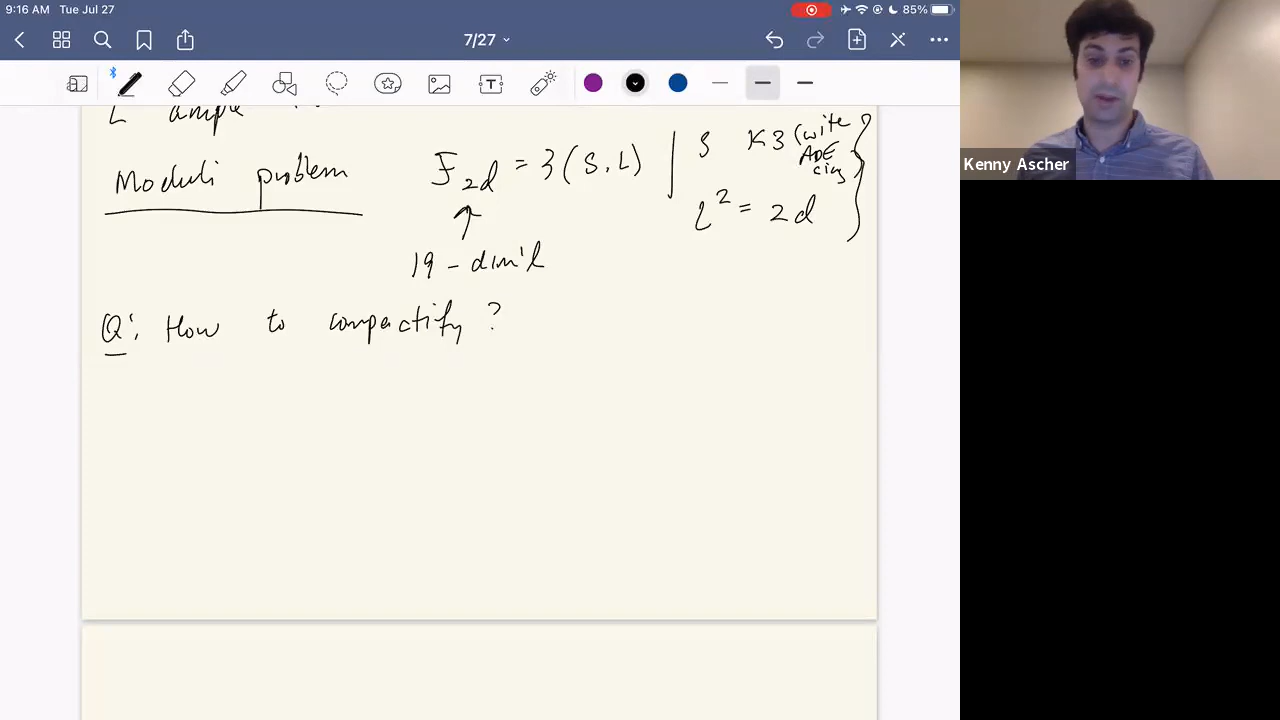 9:16 AM Tue Jul 27
85%
7/27
T
L ample
Moduli problem F2d = { (S, L) | S K3 (with ADE sing) L² = 2d }
19-dim'l
Q: How to compactify?
Kenny Ascher